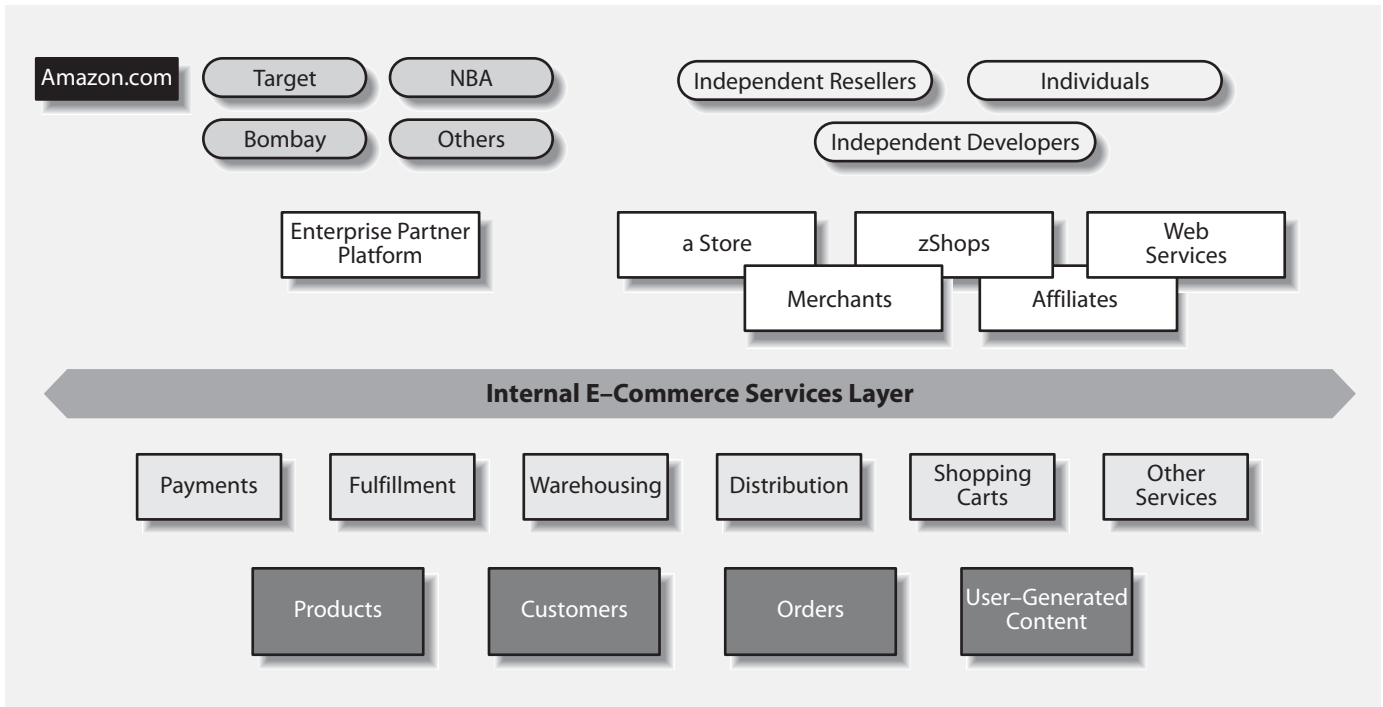 Amazon.com
Target
NBA
Bombay
Others
Independent Resellers
Individuals
Independent Developers
Enterprise Partner
Platform
a Store
zShops
Web
Services
Merchants
Affiliates
Internal E–Commerce Services Layer
Payments
Fulfillment
Warehousing
Distribution
Shopping
Carts
Other
Services
Products
Customers
Orders
User–Generated
Content